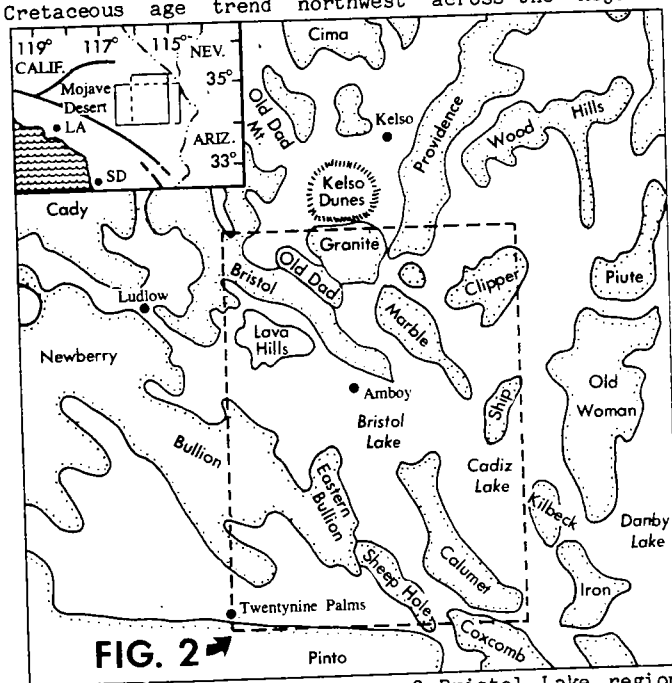 Cretaceous age trend northwest across the
119° 117° 115°
CALIF.
NEV.
35°
Mojave
Desert
LA
ARIZ.
33°
SD
Cima
Old Dad
Mt.
Kelso
Providence
Wood Hills
Kelso
Dunes
Cady
Granite
Bristol
Old Dad
Clipper
Piute
Ludlow
Marble
Lava
Hills
Newberry
Amboy
Ship
Old
Woman
Bristol
Lake
Bullion
Cadiz
Lake
Eastern
Bullion
Kilbeck
Danby
Lake
Calumet
Sheep Hole
Iron
Twentynine Palms
Coxcomb
FIG. 2
Pinto
Bristol Lake region